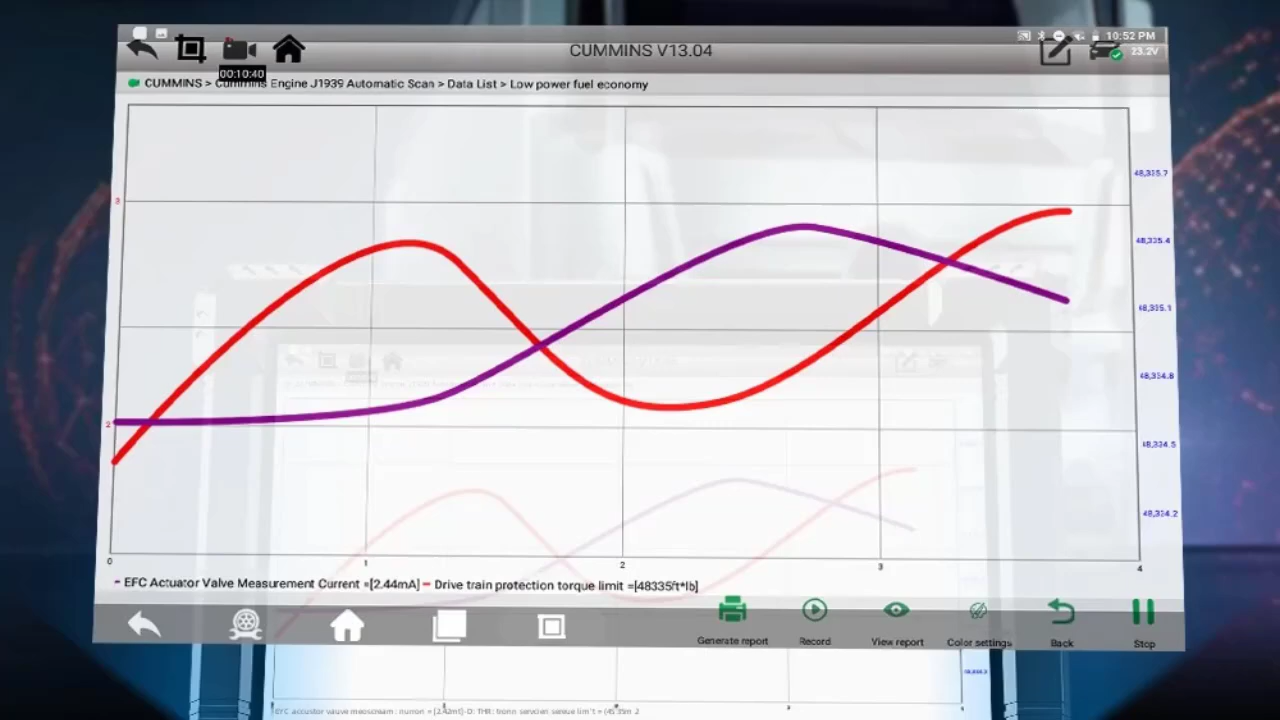 10:52 PM
CUMMINS V13.04
23.2V
00:10:40
CUMMINS > Cummins Engine J1939 Automatic Scan > Data List > Low power fuel economy
48,335.7
3
48,335.4
48,335.1
48,334.8
2
48,334.5
48,334.2
0 1 2 3 4
EFC Actuator Valve Measurement Current =[2.44mA] Drive train protection torque limit =[48335ft*lb]
Generate report Record View report Color settings Back Stop